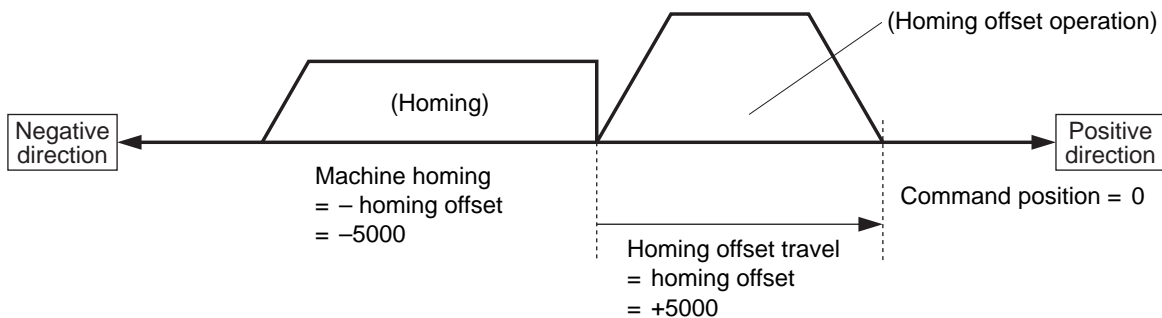 (Homing offset operation)
(Homing)
Negative
direction
Positive
direction
Machine homing
= – homing offset
= –5000
Command position = 0
Homing offset travel
= homing offset
= +5000